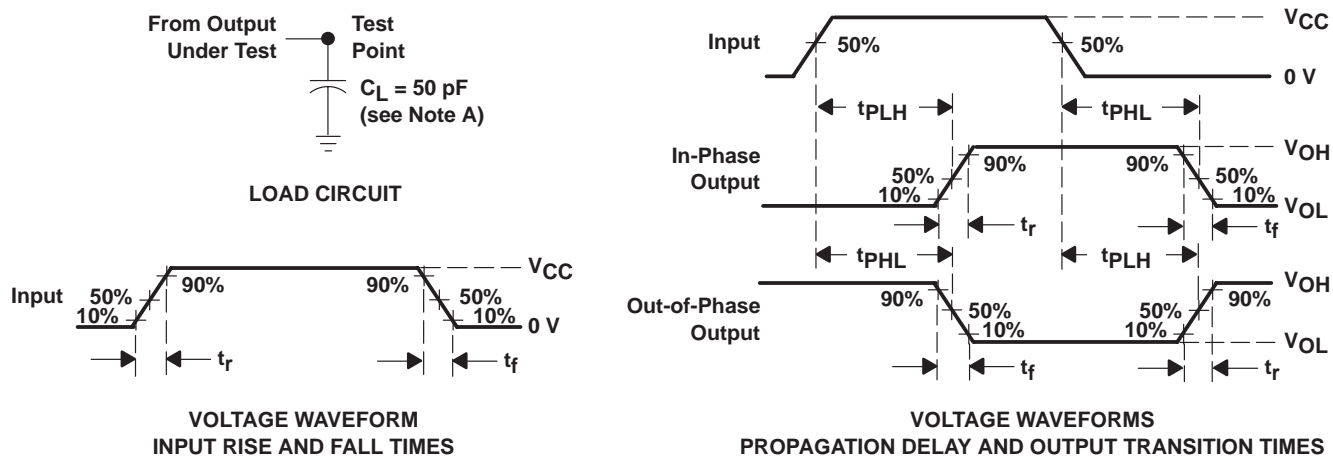 From Output
Under Test
Test
Point
CL = 50 pF
(see Note A)
LOAD CIRCUIT
Input
50%
10%
90%
90%
50%
10%
VCC
0 V
tr
tf
VOLTAGE WAVEFORM
INPUT RISE AND FALL TIMES
Input
50%
50%
VCC
0 V
tPLH
tPHL
In-Phase
Output
50%
10%
90%
90%
50%
10%
VOH
VOL
tr
tf
tPHL
tPLH
Out-of-Phase
Output
90%
50%
10%
50%
10%
90%
VOH
VOL
tf
tr
VOLTAGE WAVEFORMS
PROPAGATION DELAY AND OUTPUT TRANSITION TIMES